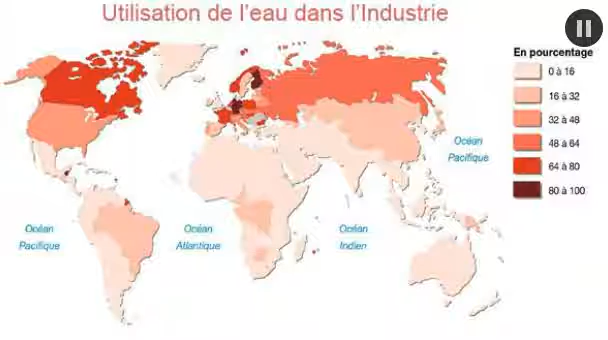 Utilisation de l'eau dans l'Industrie
En pourcentage
0 à 16
16 à 32
32 à 48
48 à 64
64 à 80
80 à 100
Océan
Pacifique
Océan
Pacifique
Océan
Atlantique
Océan
Indien